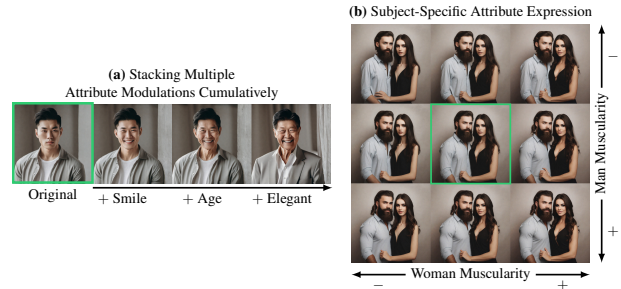 (a) Stacking Multiple
Attribute Modulations Cumulatively
Original
+ Smile
+ Age
+ Elegant
(b) Subject-Specific Attribute Expression
−
Man Muscularity
+
Woman Muscularity
−
+